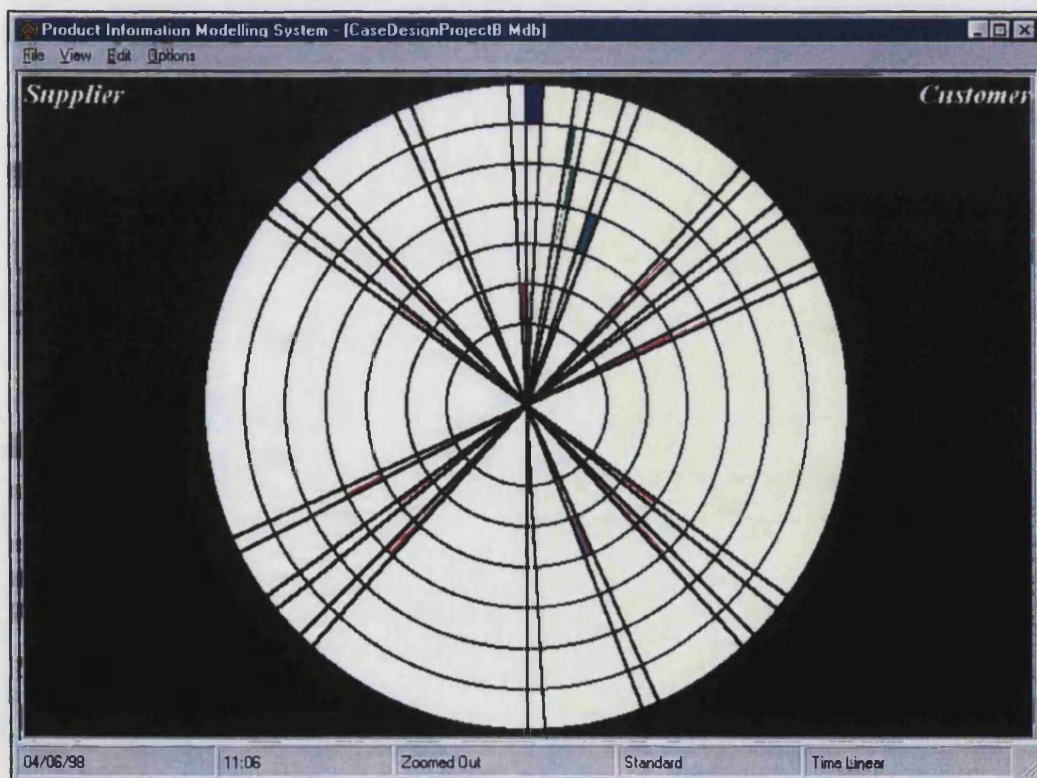 Product Information Modelling System - [CaseDesignProjectB Mdb]
File View Edit Options
Supplier
Customer
04/06/98 11:06 Zoomed Out Standard Time Linear